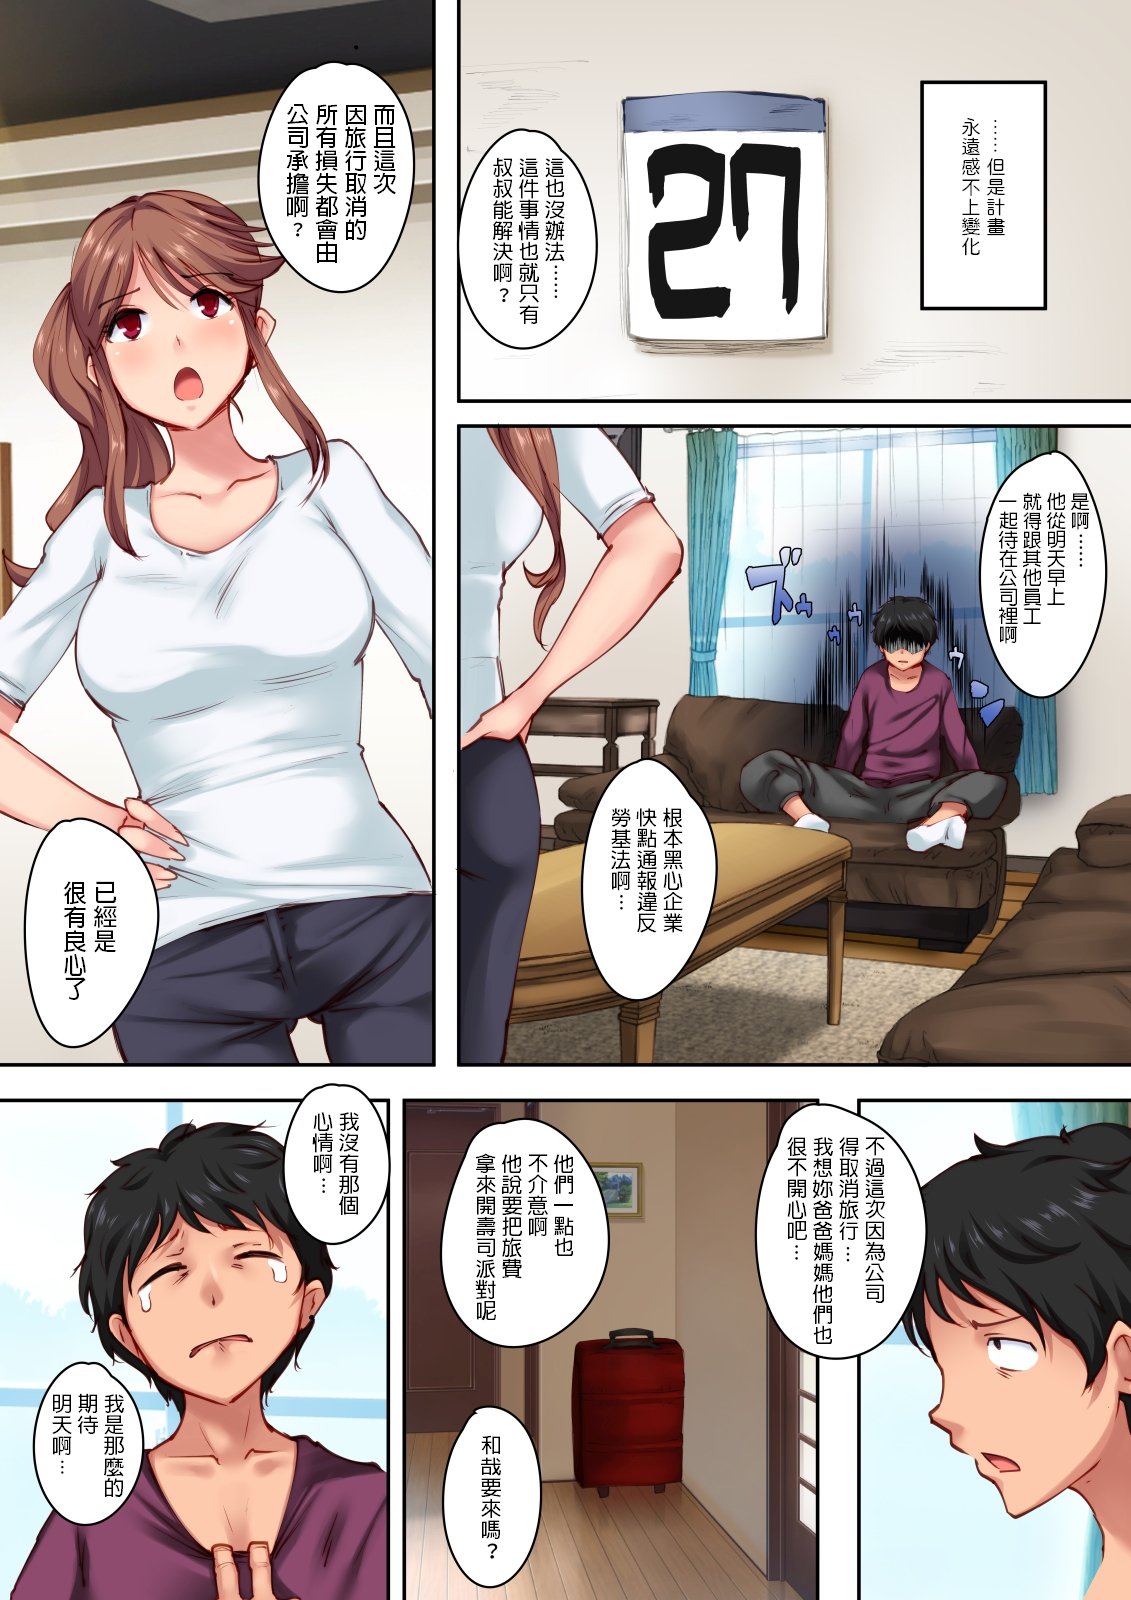 ……但是計畫
永遠感不上變化
27
這也沒辦法……
這件事情也就只有
叔叔能解決啊？
而且這次
因旅行取消的
所有損失都會由
公司承擔啊？
已經是
很有良心了
是啊……
他從明天早上
就得跟其他員工
一起待在公司裡啊
ズゥゥゥ
根本黑心企業
快點通報違反
勞基法啊…
不過這次因為公司
得取消旅行…
我想妳爸爸媽媽他們也
很不開心吧…
他們一點也
不介意啊
他說要把旅費
拿來開壽司派對呢
和哉要來嗎？
我沒有那個
心情啊…
我是那麼的
期待
明天啊…